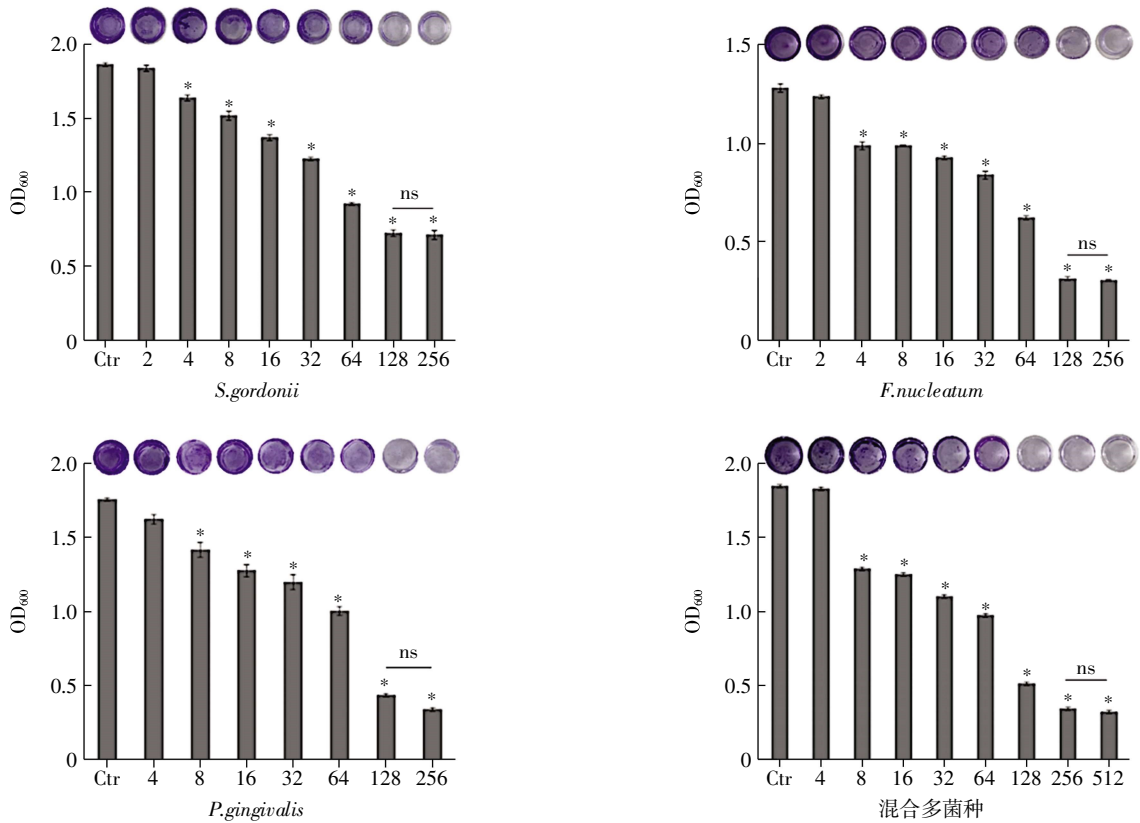 2.0
1.5
1.0
0.5
0
OD600
* * * * * * *
ns
Ctr 2 4 8 16 32 64 128 256
S.gordonii
1.5
1.0
0.5
0
OD600
* * * * * * *
ns
Ctr 2 4 8 16 32 64 128 256
F.nucleatum
2.0
1.5
1.0
0.5
0
OD600
* * * * * *
ns
Ctr 4 8 16 32 64 128 256
P.gingivalis
2.0
1.5
1.0
0.5
0
OD600
* * * * * * *
ns
Ctr 4 8 16 32 64 128 256 512
混合多菌种